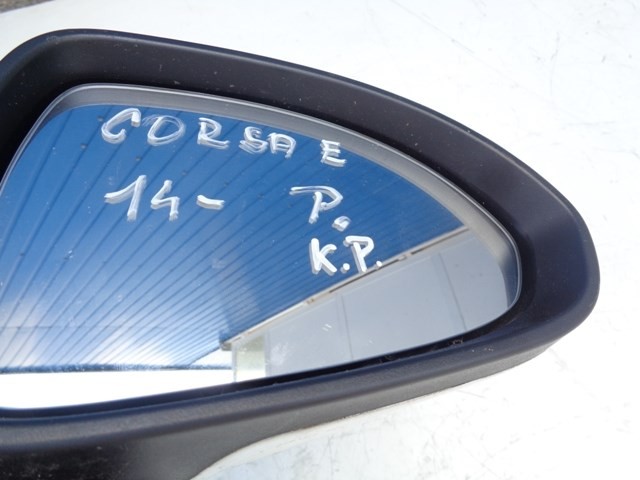 CORSA E
14- P.
K.P.